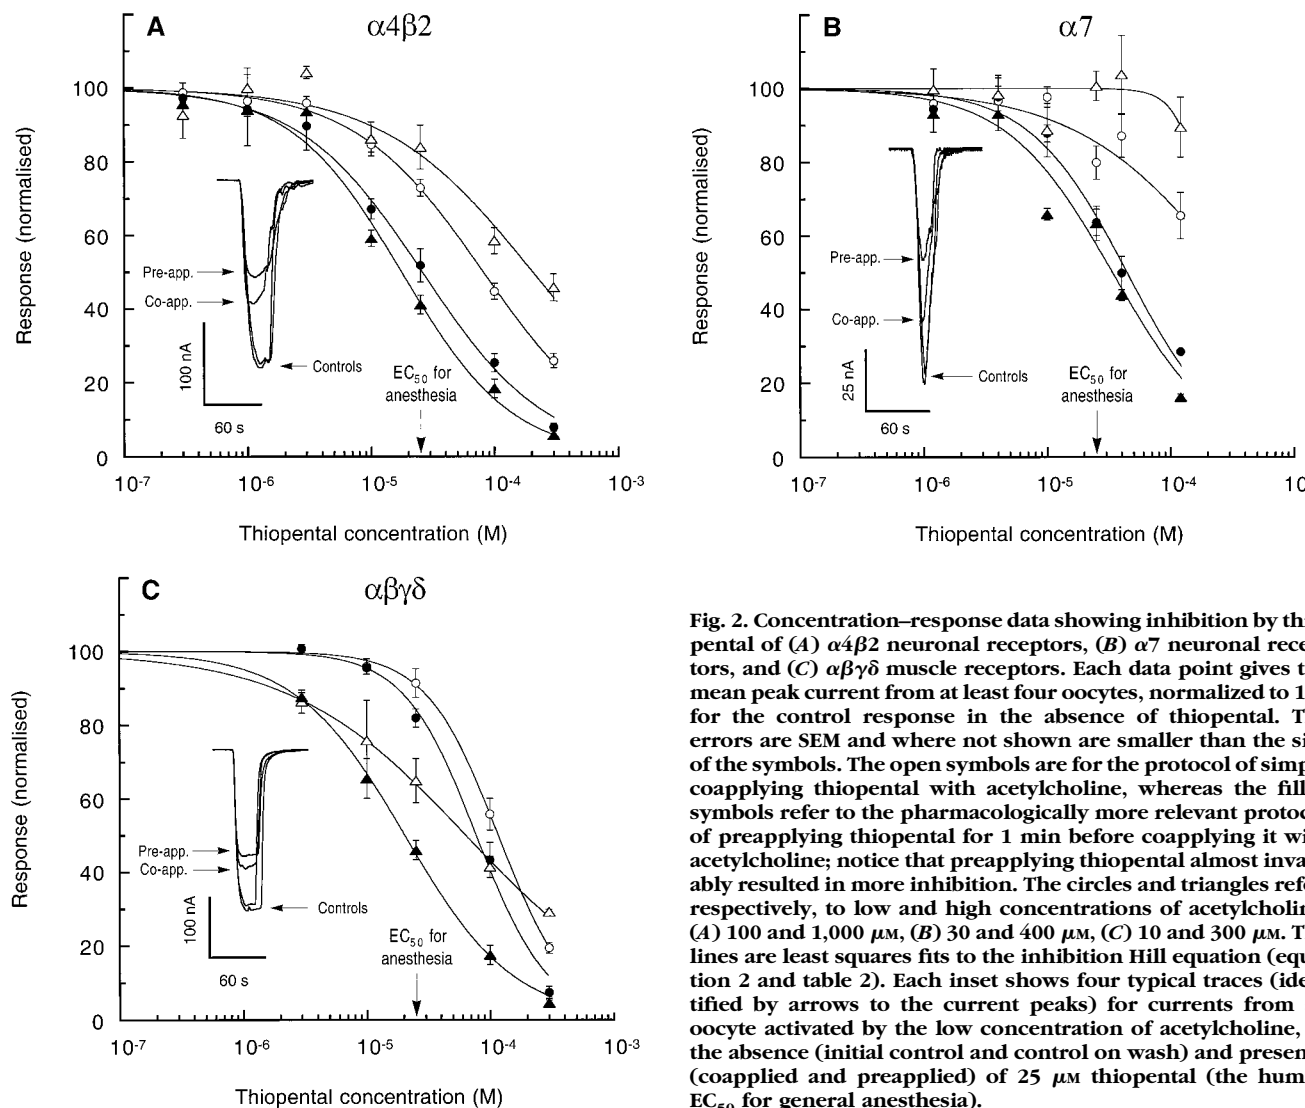 A
α4β2
Response (normalised)
100
80
60
40
20
0
Pre-app.
Co-app.
Controls
100 nA
60 s
EC50 for
anesthesia
10-7
10-6
10-5
10-4
10-3
Thiopental concentration (M)
B
α7
Response (normalised)
100
80
60
40
20
0
Pre-app.
Co-app.
Controls
25 nA
60 s
EC50 for
anesthesia
10-7
10-6
10-5
10-4
Thiopental concentration (M)
C
αβγδ
Response (normalised)
100
80
60
40
20
0
Pre-app.
Co-app.
Controls
100 nA
60 s
EC50 for
anesthesia
10-7
10-6
10-5
10-4
10-3
Thiopental concentration (M)
Fig. 2. Concentration–response data showing inhibition by thi
pental of (A) α4β2 neuronal receptors, (B) α7 neuronal rece
tors, and (C) αβγδ muscle receptors. Each data point gives t
mean peak current from at least four oocytes, normalized to 1
for the control response in the absence of thiopental. T
errors are SEM and where not shown are smaller than the si
of the symbols. The open symbols are for the protocol of simp
coapplying thiopental with acetylcholine, whereas the fill
symbols refer to the pharmacologically more relevant protoc
of preapplying thiopental for 1 min before coapplying it wi
acetylcholine; notice that preapplying thiopental almost invar
ably resulted in more inhibition. The circles and triangles refe
respectively, to low and high concentrations of acetylcholin
(A) 100 and 1,000 μM, (B) 30 and 400 μM, (C) 10 and 300 μM. T
lines are least squares fits to the inhibition Hill equation (equ
tion 2 and table 2). Each inset shows four typical traces (ide
tified by arrows to the current peaks) for currents from
oocyte activated by the low concentration of acetylcholine,
the absence (initial control and control on wash) and presen
(coapplied and preapplied) of 25 μM thiopental (the hum
EC50 for general anesthesia).